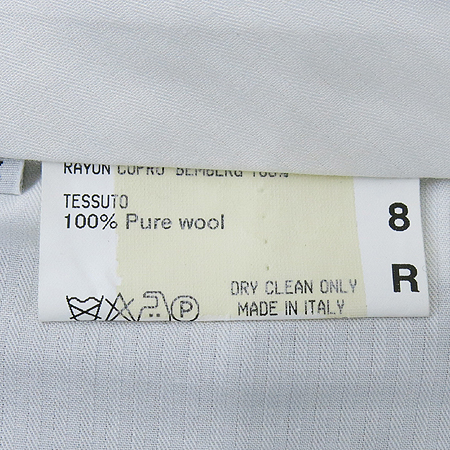 RAYON CUPRO BEMBERG 100%
TESSUTO
100% Pure wool
8
R
DRY CLEAN ONLY
MADE IN ITALY
P